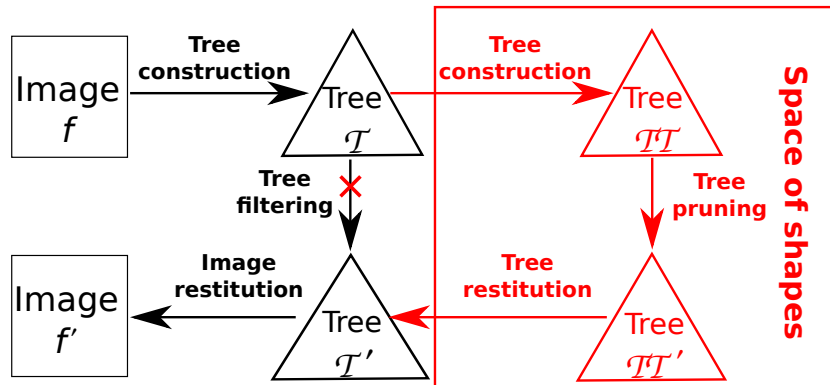 Tree
construction
Tree
construction
Image
f
Tree
𝒯
Tree
𝒯𝒯
Space of shapes
Tree
filtering
Tree
pruning
Image
restitution
Tree
restitution
Image
f'
Tree
𝒯'
Tree
𝒯𝒯'